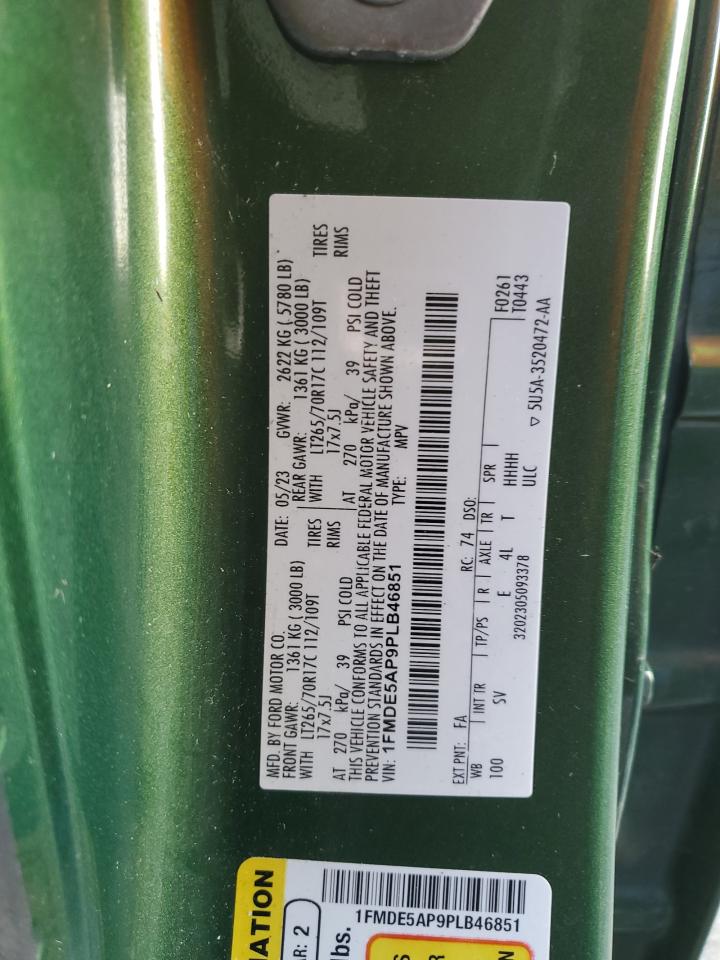 MFD. BY FORD MOTOR CO.
DATE: 05/23 GVWR: 2622 KG ( 5780 LB)
FRONT GAWR: 1361 KG ( 3000 LB)
REAR GAWR: 1361 KG ( 3000 LB)
WITH LT265/70R17C 112/109T TIRES
WITH LT265/70R17C 112/109T TIRES
17x7.5J RIMS
17x7.5J RIMS
AT 270 kPa/ 39 PSI COLD
AT 270 kPa/ 39 PSI COLD
THIS VEHICLE CONFORMS TO ALL APPLICABLE FEDERAL MOTOR VEHICLE SAFETY AND THEFT
PREVENTION STANDARDS IN EFFECT ON THE DATE OF MANUFACTURE SHOWN ABOVE.
VIN: 1FMDE5AP9PLB46851
TYPE: MPV
EXT PNT: FA RC: 74 DSO:
WB INT TR TP/PS R AXLE TR SPR F0261
100 SV E 4L T HHHH T0443
3202305093378 ULC
▽ 5U5A-3520472-AA
MATION
AR: 2
lbs.
1FMDE5AP9PLB46851